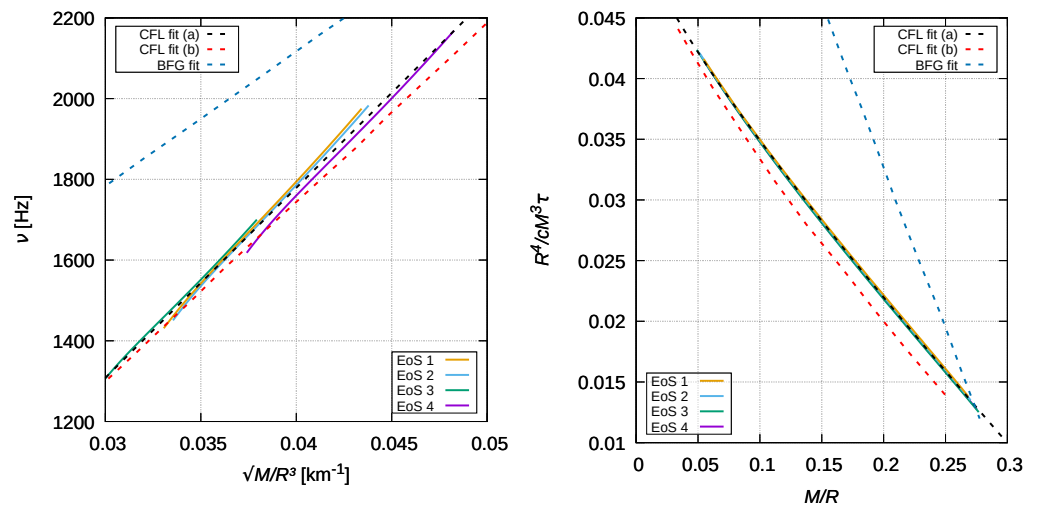 2200
2000
1800
1600
1400
1200
ν [Hz]
CFL fit (a)
CFL fit (b)
BFG fit
EoS 1
EoS 2
EoS 3
EoS 4
0.03
0.035
0.04
0.045
0.05
√M/R³ [km⁻¹]
0.045
0.04
0.035
0.03
0.025
0.02
0.015
0.01
R⁴/cM³τ
CFL fit (a)
CFL fit (b)
BFG fit
EoS 1
EoS 2
EoS 3
EoS 4
0
0.05
0.1
0.15
0.2
0.25
0.3
M/R